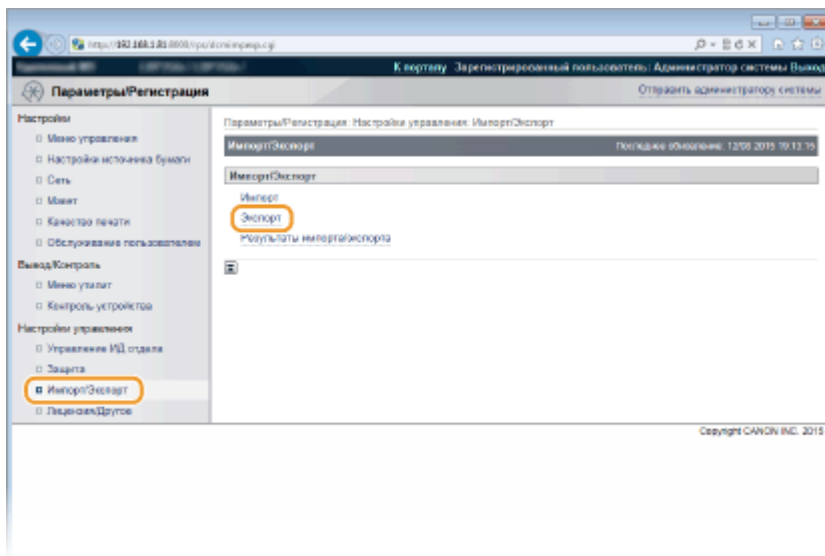 К порталу Зарегистрированный пользователь: Администратор системы Выход
Параметры/Регистрация
Отправить администратору системы
Настройки
Меню управления
Настройки источника бумаги
Сеть
Макет
Качество печати
Обслуживание пользователем
Вывод/Контроль
Меню утилит
Контроль устройства
Настройки управления
Управление ИД отдела
Защита
Импорт/Экспорт
Лицензия/Другое
Параметры/Регистрация: Настройки управления: Импорт/Экспорт
Импорт/Экспорт
Последнее обновление: 12/08 2015 19:13:15
Импорт/Экспорт
Импорт
Экспорт
Результаты импорта/экспорта
Copyright CANON INC. 2015